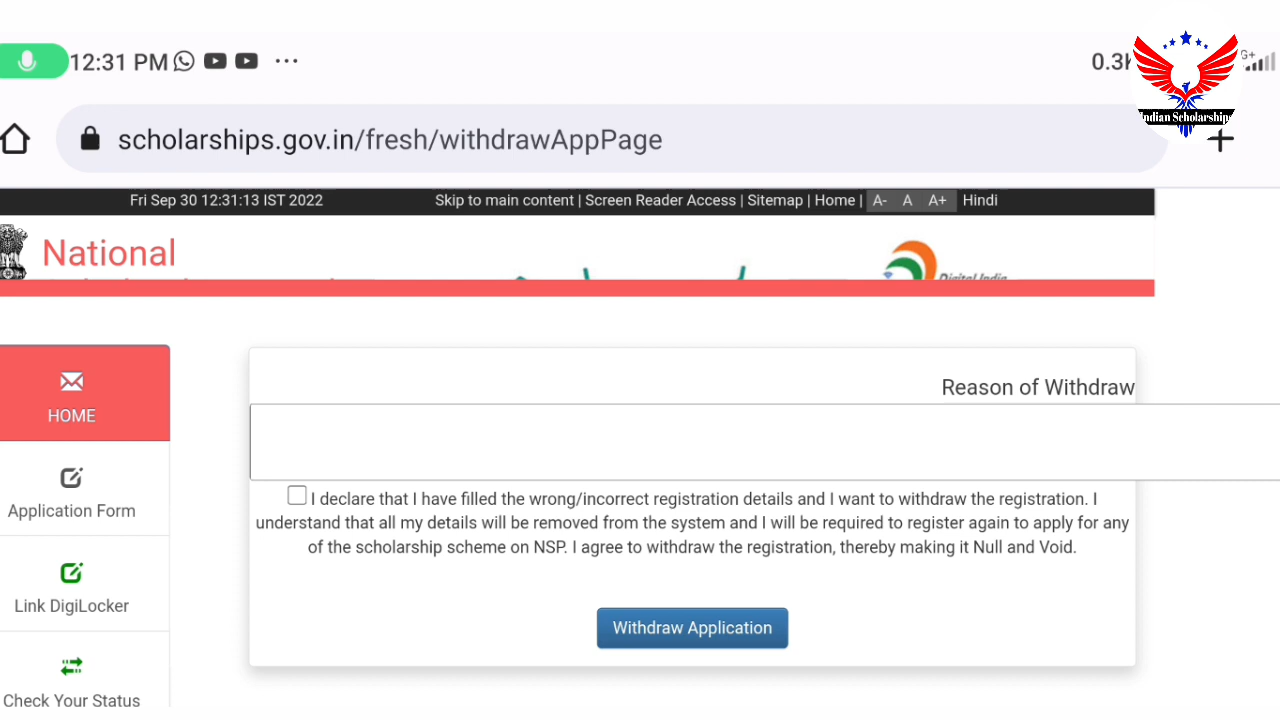 12:31 PM ...
0.3K
G+
Indian Scholarships
scholarships.gov.in/fresh/withdrawAppPage
Fri Sep 30 12:31:13 IST 2022
Skip to main content | Screen Reader Access | Sitemap | Home | A- A A+ Hindi
National
Digital India
HOME
Application Form
Link DigiLocker
Check Your Status
Reason of Withdraw
I declare that I have filled the wrong/incorrect registration details and I want to withdraw the registration. I
understand that all my details will be removed from the system and I will be required to register again to apply for any
of the scholarship scheme on NSP. I agree to withdraw the registration, thereby making it Null and Void.
Withdraw Application